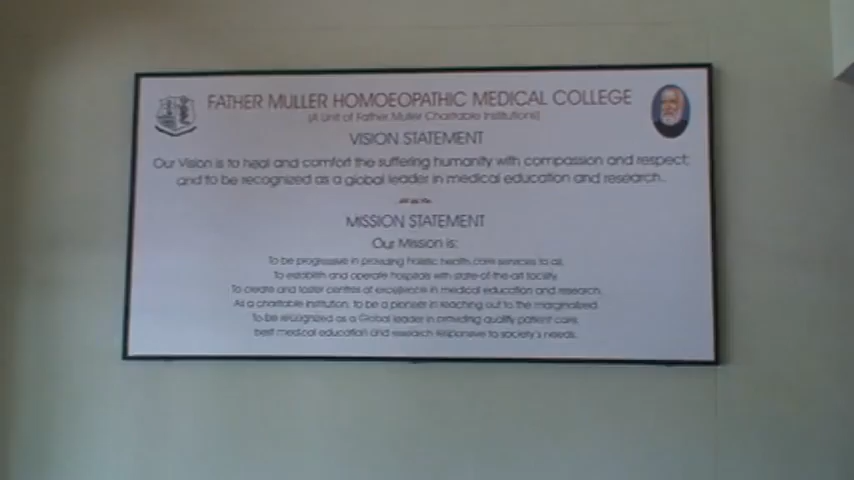 FATHER MULLER HOMOEOPATHIC MEDICAL COLLEGE
(A Unit of Father Muller Charitable Institutions)
VISION STATEMENT
Our Vision is to heal and comfort the suffering humanity with compassion and respect;
and to be recognized as a global leader in medical education and research.
MISSION STATEMENT
Our Mission is:
To be progressive in providing holistic health care services to all.
To establish and operate hospitals with state-of-the-art facility.
To create and foster centres of excellence in medical education and research.
As a charitable institution, to be a pioneer in reaching out to the marginalized.
To be recognized as a Global leader in providing quality patient care,
best medical education and research responsive to society's needs.